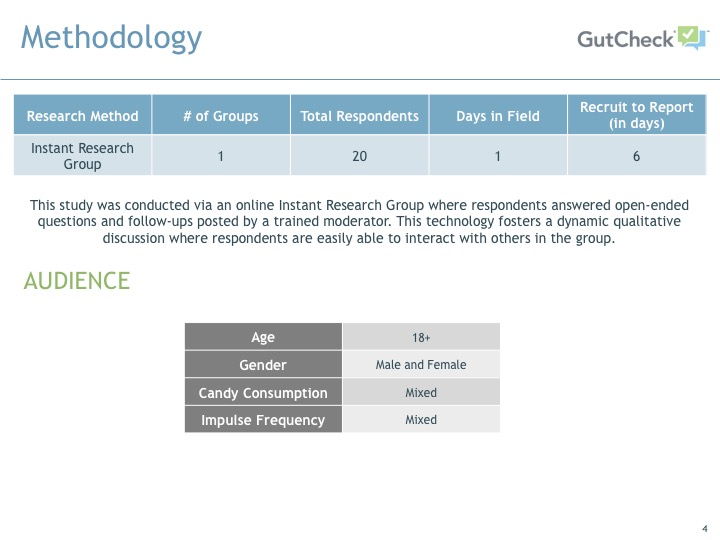 Methodology
GutCheck
Research Method # of Groups Total Respondents Days in Field Recruit to Report (in days)
Instant Research Group 1 20 1 6
This study was conducted via an online Instant Research Group where respondents answered open-ended
questions and follow-ups posted by a trained moderator. This technology fosters a dynamic qualitative
discussion where respondents are easily able to interact with others in the group.
AUDIENCE
Age 18+
Gender Male and Female
Candy Consumption Mixed
Impulse Frequency Mixed
4